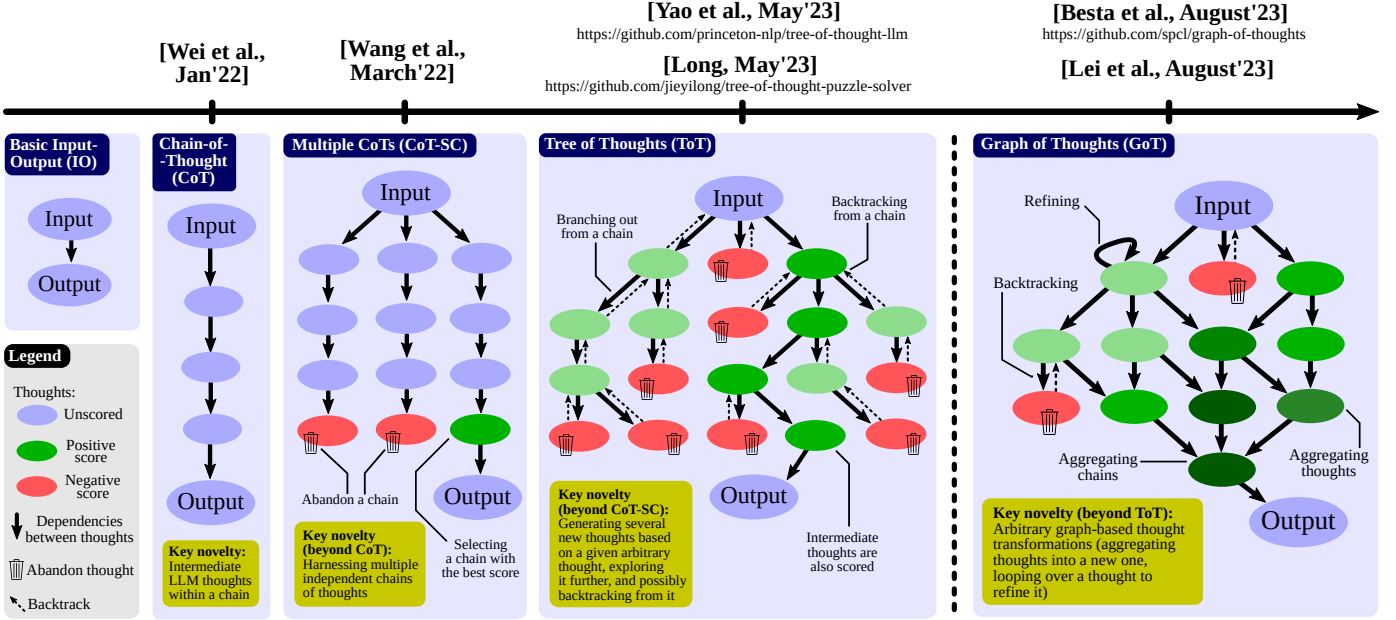 [Wei et al.,
Jan'22]
[Wang et al.,
March'22]
[Yao et al., May'23]
https://github.com/princeton-nlp/tree-of-thought-llm
[Long, May'23]
https://github.com/jieyilong/tree-of-thought-puzzle-solver
[Besta et al., August'23]
https://github.com/spcl/graph-of-thoughts
[Lei et al., August'23]
Basic Input-
Output (IO)
Input
Output
Legend
Thoughts:
Unscored
Positive
score
Negative
score
Dependencies
between thoughts
Abandon thought
Backtrack
Chain-of-
-Thought
(CoT)
Input
Output
Key novelty:
Intermediate
LLM thoughts
within a chain
Multiple CoTs (CoT-SC)
Input
Abandon a chain
Output
Key novelty
(beyond CoT):
Harnessing multiple
independent chains
of thoughts
Selecting
a chain with
the best score
Tree of Thoughts (ToT)
Input
Branching out
from a chain
Backtracking
from a chain
Output
Key novelty
(beyond CoT-SC):
Generating several
new thoughts based
on a given arbitrary
thought, exploring
it further, and possibly
backtracking from it
Intermediate
thoughts are
also scored
Graph of Thoughts (GoT)
Refining
Input
Backtracking
Aggregating
chains
Aggregating
thoughts
Output
Key novelty (beyond ToT):
Arbitrary graph-based thought
transformations (aggregating
thoughts into a new one,
looping over a thought to
refine it)